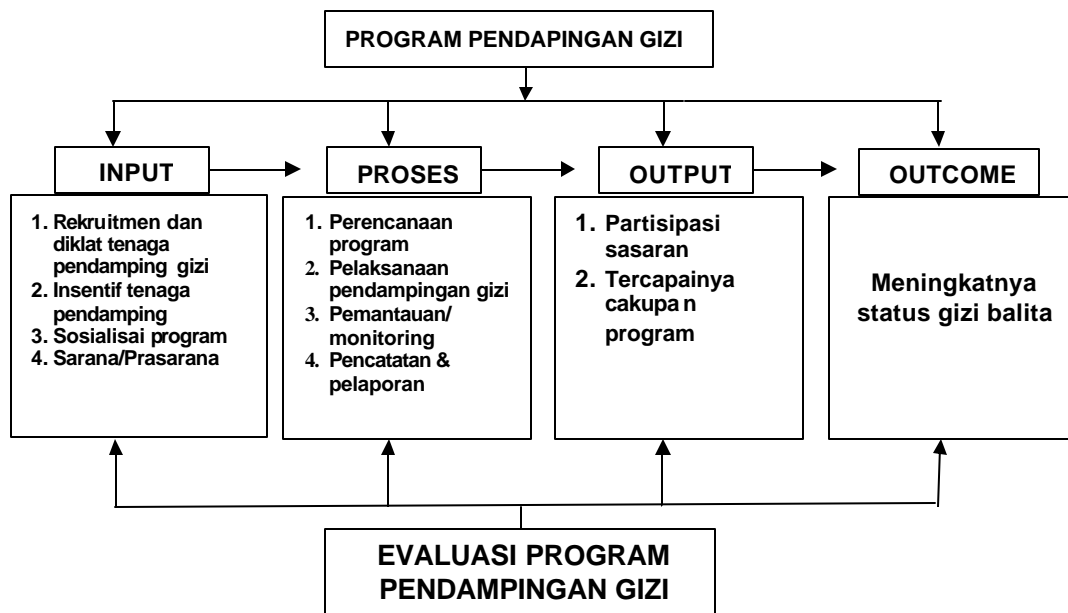 PROGRAM PENDAPINGAN GIZI
INPUT
1. Rekruitmen dan
diklat tenaga
pendamping gizi
2. Insentif tenaga
pendamping
3. Sosialisai program
4. Sarana/Prasarana
PROSES
1. Perencanaan
program
2. Pelaksanaan
pendampingan gizi
3. Pemantauan/
monitoring
4. Pencatatan &
pelaporan
OUTPUT
1. Partisipasi
sasaran
2. Tercapainya
cakupan
program
OUTCOME
Meningkatnya
status gizi balita
EVALUASI PROGRAM
PENDAMPINGAN GIZI